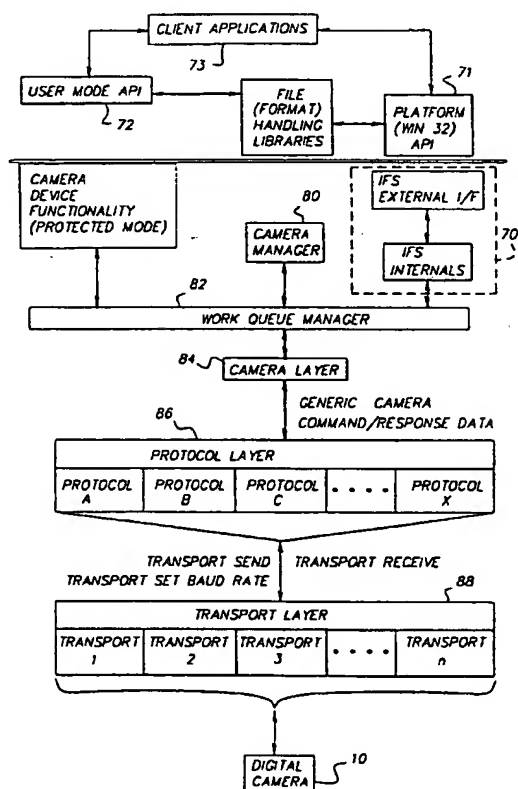 CLIENT APPLICATIONS
73
71
USER MODE API
72
FILE
(FORMAT)
HANDLING
LIBRARIES
PLATFORM
(WIN 32)
API
CAMERA
DEVICE
FUNCTIONALITY
(PROTECTED MODE)
80
CAMERA
MANAGER
IFS
EXTERNAL I/F
70
IFS
INTERNALS
82
WORK QUEUE MANAGER
84
CAMERA LAYER
GENERIC CAMERA
COMMAND/RESPONSE DATA
86
PROTOCOL LAYER
PROTOCOL
A
PROTOCOL
B
PROTOCOL
C
• • • •
PROTOCOL
X
TRANSPORT SEND
TRANSPORT SET BAUD RATE
TRANSPORT RECEIVE
88
TRANSPORT LAYER
TRANSPORT
1
TRANSPORT
2
TRANSPORT
3
• • • •
TRANSPORT
n
DIGITAL
CAMERA
10